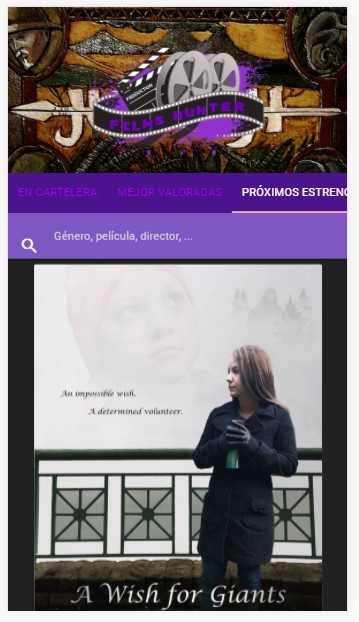 PRODUCTION
FILMS HUNTER
EN CARTELERA
MEJOR VALORADAS
PRÓXIMOS ESTRENO
Género, película, director, ...
An impossible wish.
A determined volunteer.
A Wish for Giants